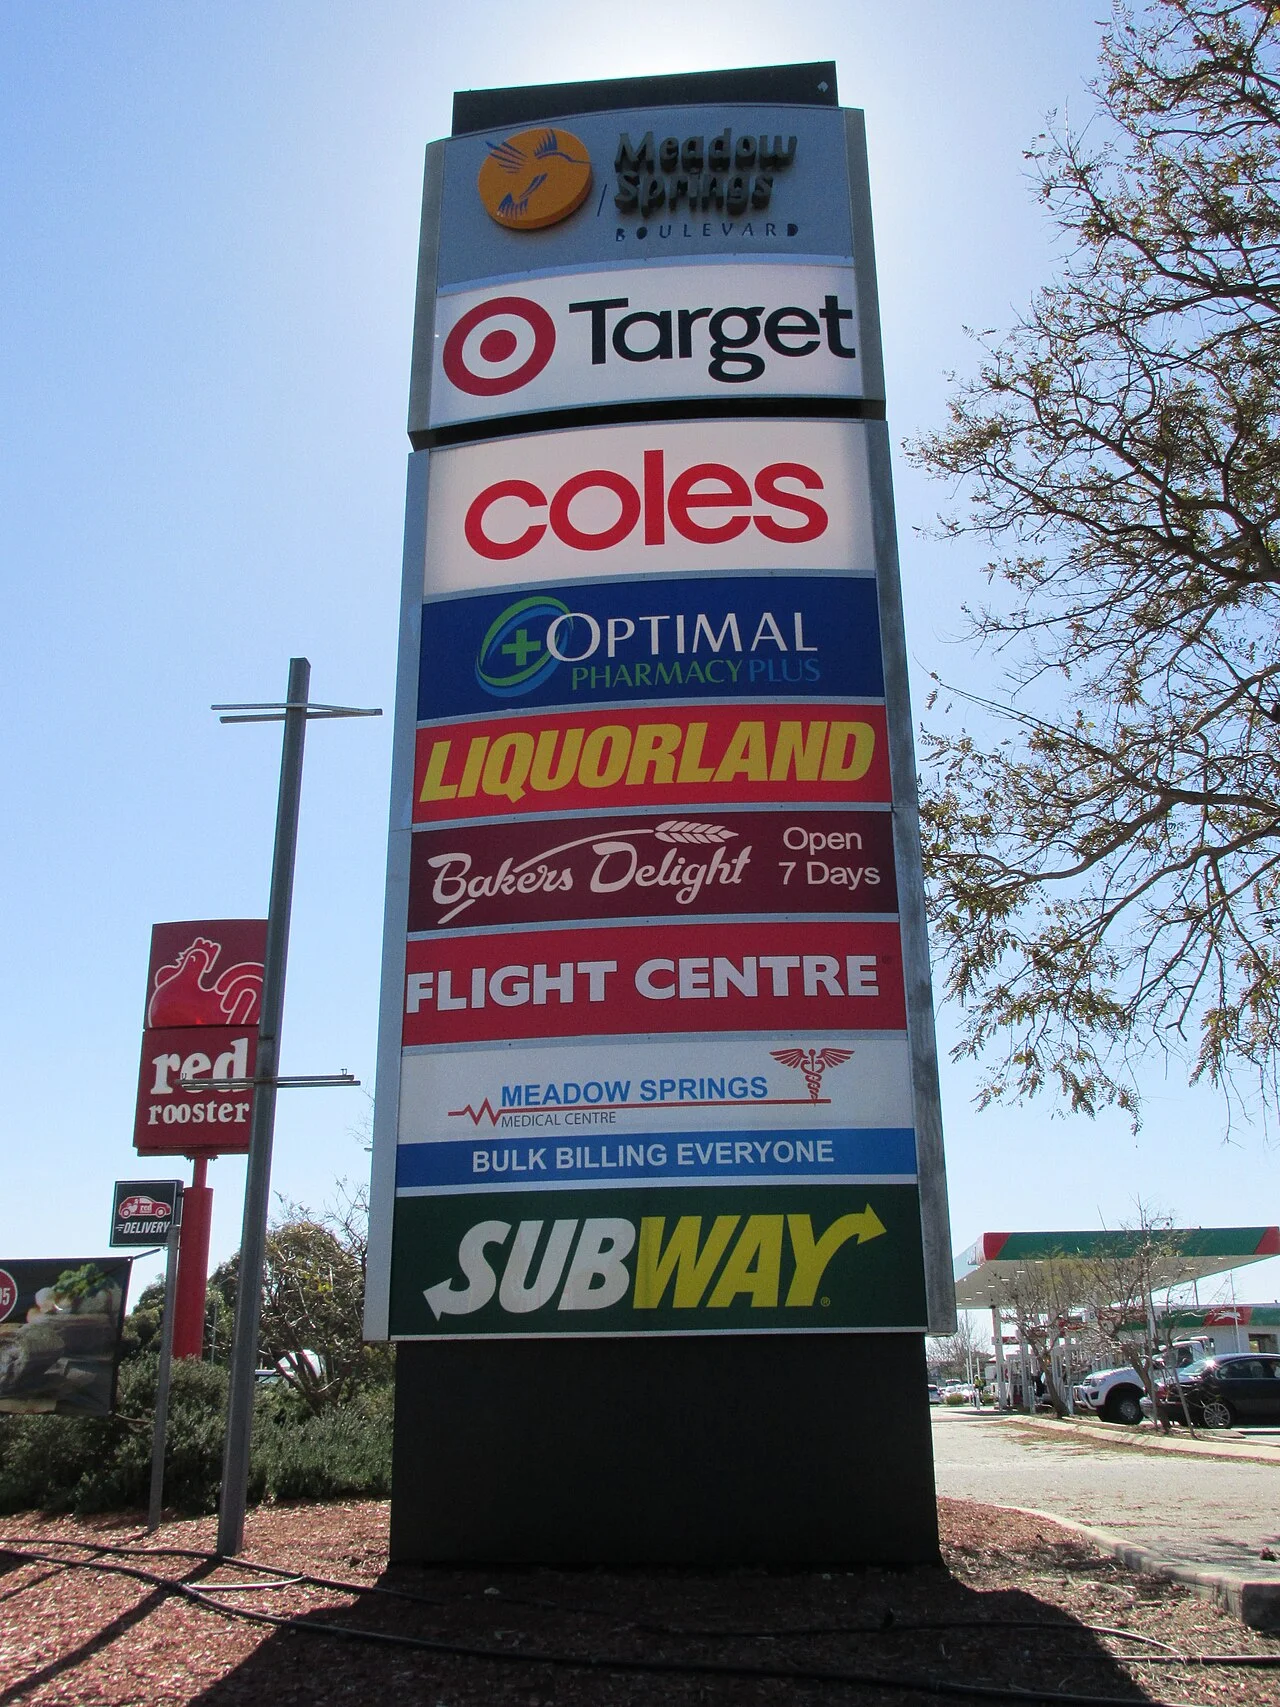 Meadow
Springs
BOULEVARD
Target
coles
OPTIMAL
PHARMACY PLUS
LIQUORLAND
Bakers Delight
Open
7 Days
FLIGHT CENTRE
MEADOW SPRINGS
MEDICAL CENTRE
BULK BILLING EVERYONE
SUBWAY®
red
rooster
red
DELIVERY